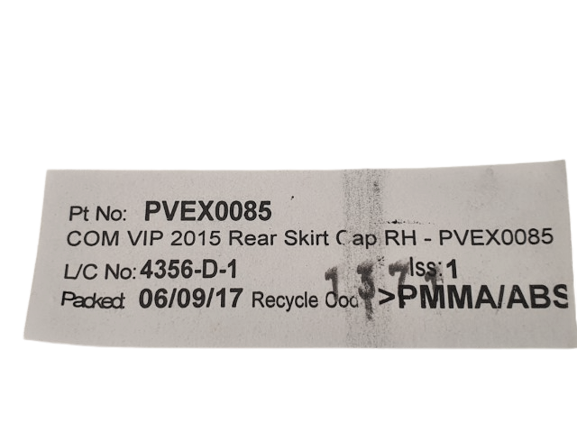 Pt No: PVEX0085
COM VIP 2015 Rear Skirt Cap RH - PVEX0085
L/C No: 4356-D-1 Iss: 1
Packed: 06/09/17 Recycle Cod >PMMA/ABS